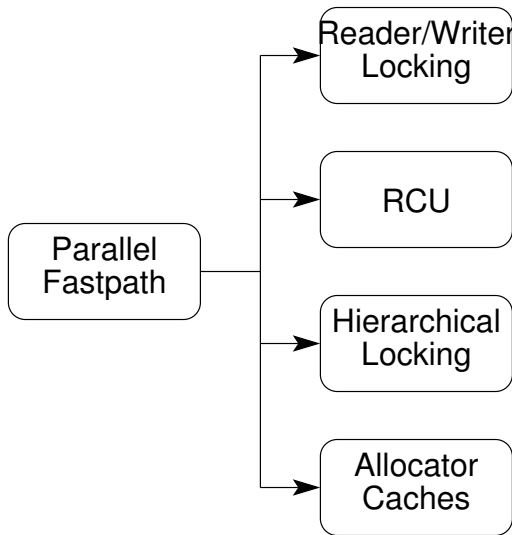 Parallel
Fastpath
Reader/Writer
Locking
RCU
Hierarchical
Locking
Allocator
Caches